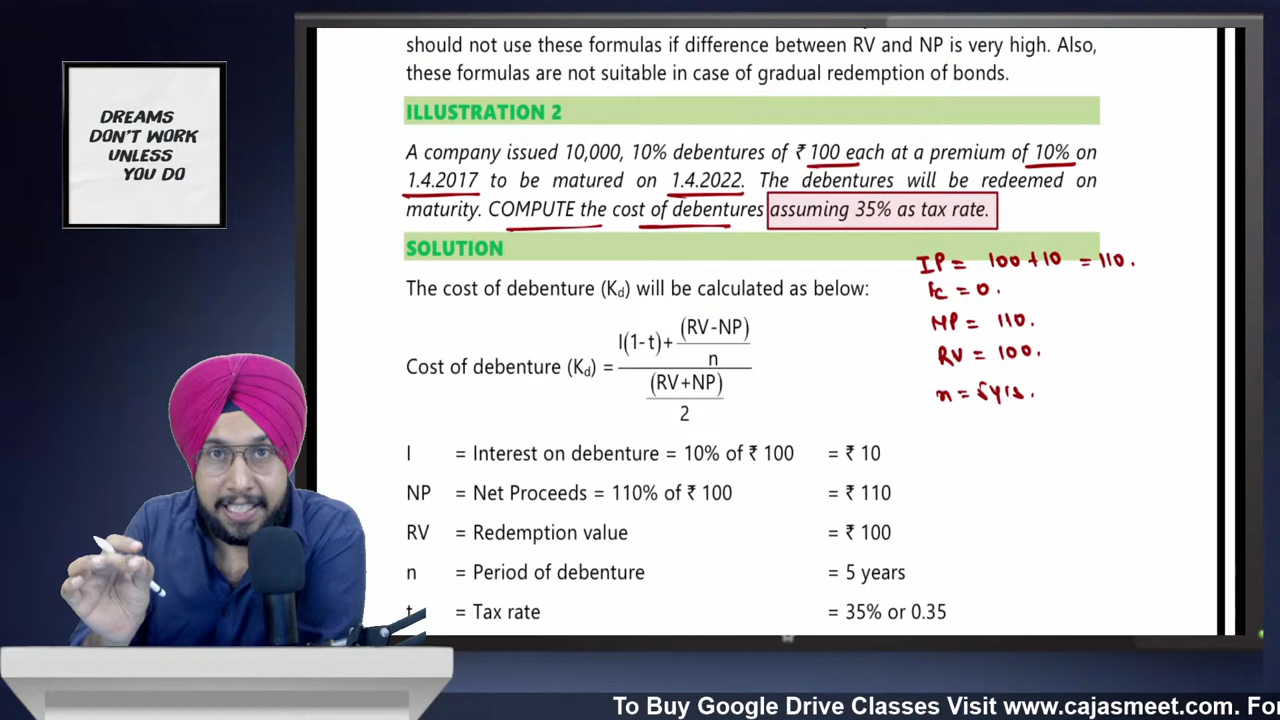 DREAMS
DON'T WORK
UNLESS
YOU DO
should not use these formulas if difference between RV and NP is very high. Also,
these formulas are not suitable in case of gradual redemption of bonds.
ILLUSTRATION 2
A company issued 10,000, 10% debentures of ₹ 100 each at a premium of 10% on
1.4.2017 to be matured on 1.4.2022. The debentures will be redeemed on
maturity. COMPUTE the cost of debentures assuming 35% as tax rate.
SOLUTION
IP = 100 + 10 = 110.
The cost of debenture (Kd) will be calculated as below:
Fc = 0.
NP = 110.
RV = 100.
n = 5 yrs.
Cost of debenture (Kd) = I(1-t)+ (RV-NP) n (RV+NP) 2
I = Interest on debenture = 10% of ₹ 100 = ₹ 10
NP = Net Proceeds = 110% of ₹ 100 = ₹ 110
RV = Redemption value = ₹ 100
n = Period of debenture = 5 years
t = Tax rate = 35% or 0.35
To Buy Google Drive Classes Visit www.cajasmeet.com. Fo